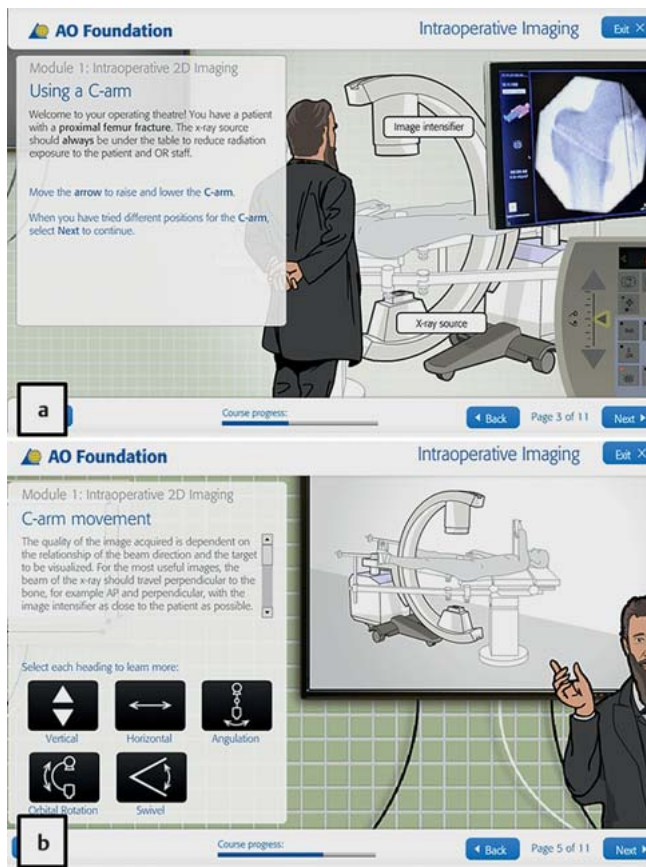 AO Foundation
Intraoperative Imaging
Exit ×
Module 1: Intraoperative 2D Imaging
Using a C-arm
Welcome to your operating theatre! You have a patient
with a proximal femur fracture. The x-ray source
should always be under the table to reduce radiation
exposure to the patient and OR staff.
Move the arrow to raise and lower the C-arm.
When you have tried different positions for the C-arm,
select Next to continue.
Image intensifier
X-ray source
a
Course progress:
Back
Page 3 of 11
Next
AO Foundation
Intraoperative Imaging
Exit ×
Module 1: Intraoperative 2D Imaging
C-arm movement
The quality of the image acquired is dependent on
the relationship of the beam direction and the target
to be visualized. For the most useful images, the
beam of the x-ray should travel perpendicular to the
bone, for example AP and perpendicular, with the
image intensifier as close to the patient as possible.
Select each heading to learn more:
Vertical
Horizontal
Angulation
Orbital Rotation
Swivel
b
Course progress:
Back
Page 5 of 11
Next